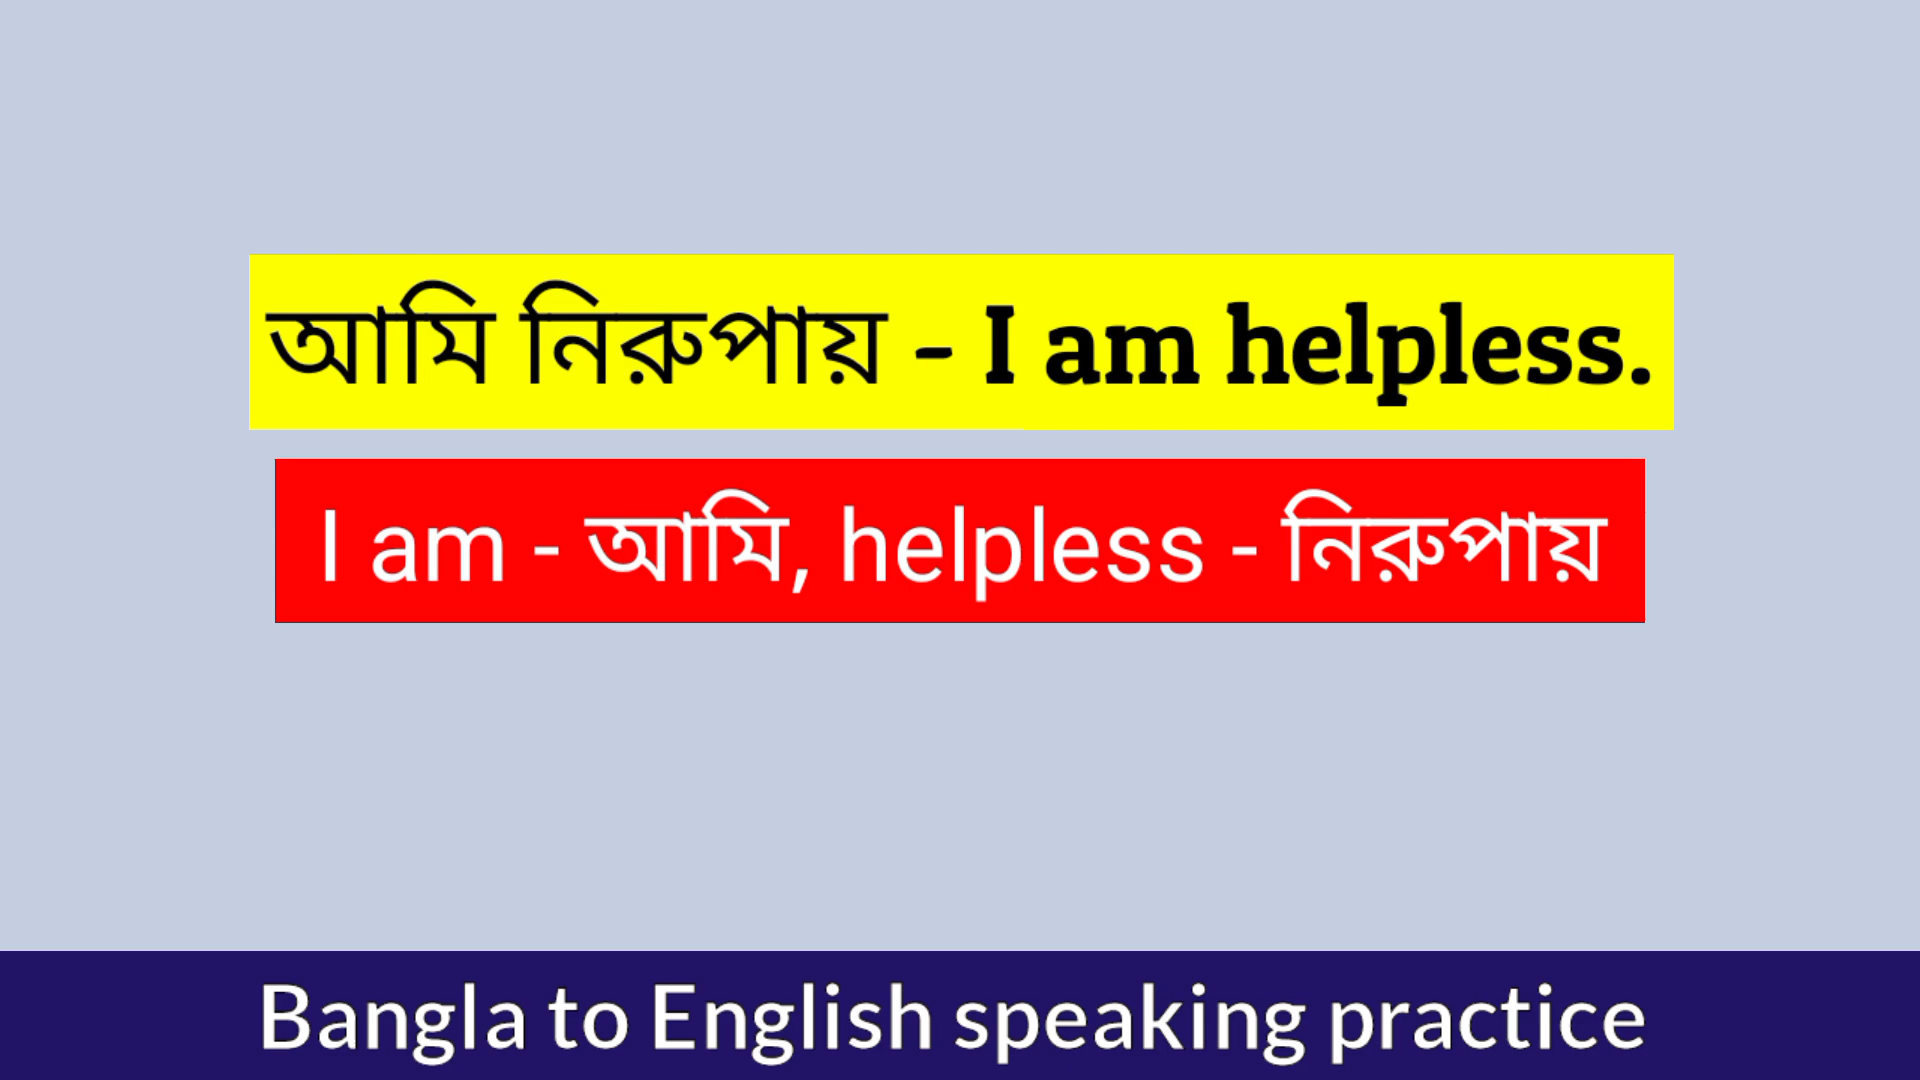 আমি নিরুপায় - I am helpless.
I am - আমি, helpless - নিরুপায়
Bangla to English speaking practice